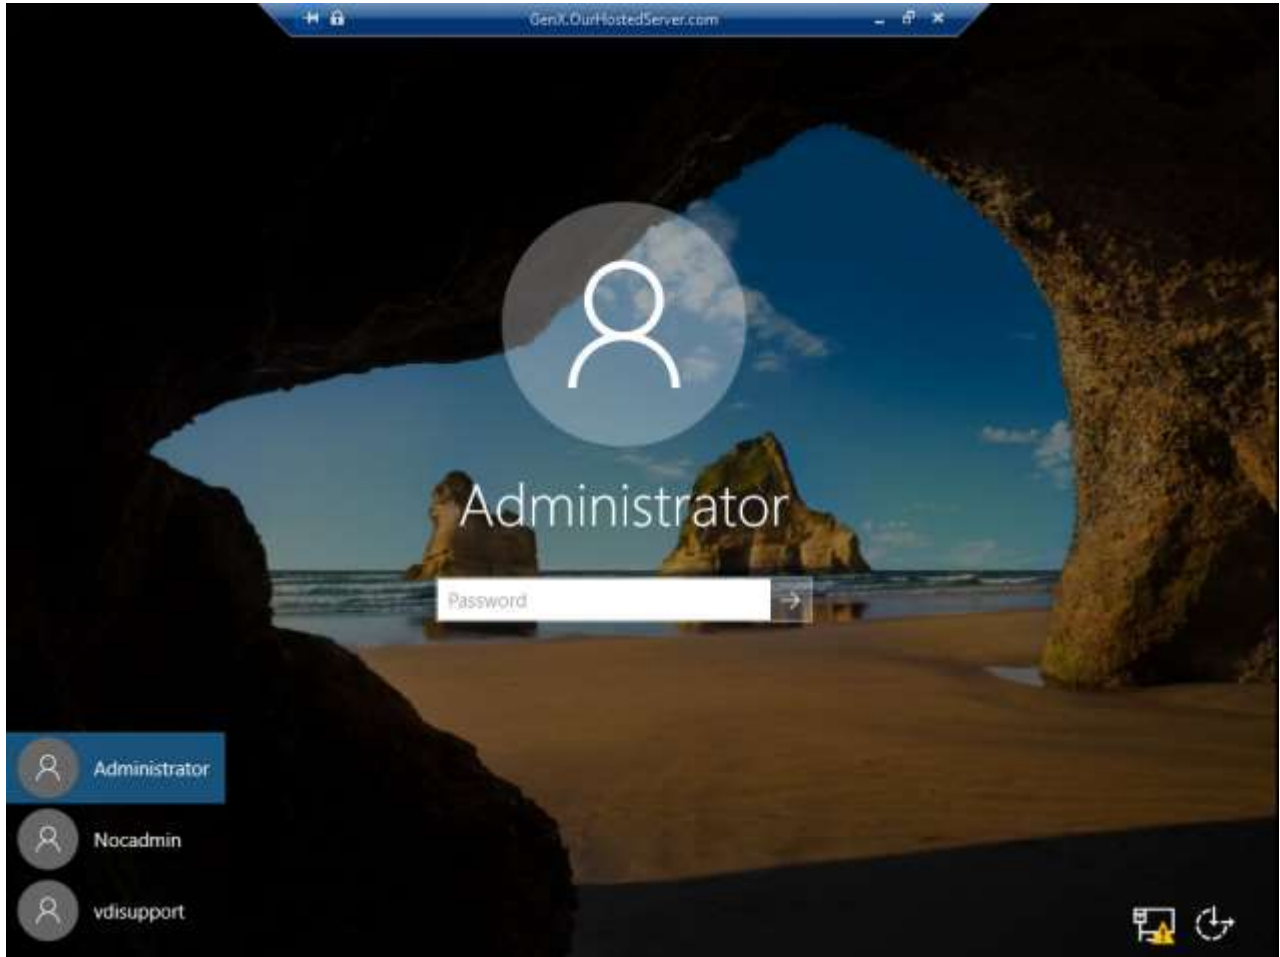 GenX.OurHostedServer.com
Administrator
Password
Administrator
Nocadmin
vdisupport